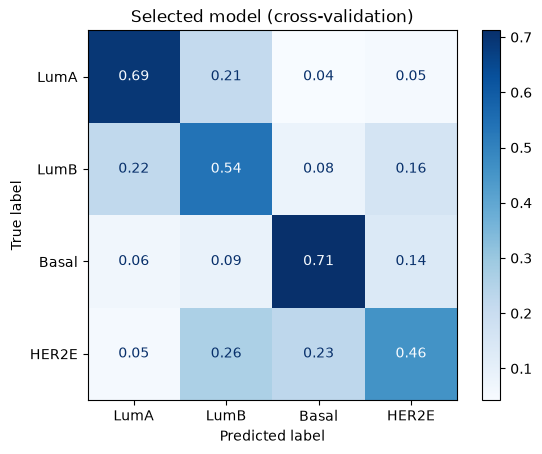 Selected model (cross-validation)
LumA 0.69 0.21 0.04 0.05
LumB 0.22 0.54 0.08 0.16
Basal 0.06 0.09 0.71 0.14
HER2E 0.05 0.26 0.23 0.46
LumA LumB Basal HER2E
Predicted label
True label
0.7
0.6
0.5
0.4
0.3
0.2
0.1